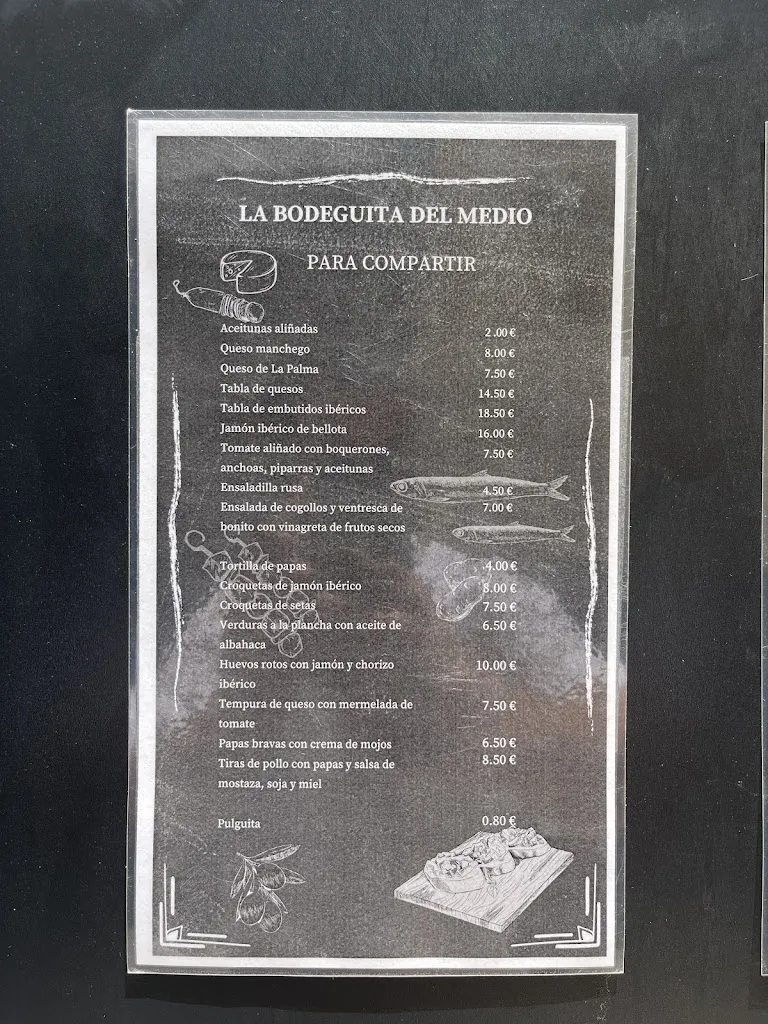 LA BODEGUITA DEL MEDIO
PARA COMPARTIR
Aceitunas aliñadas 2.00 €
Queso manchego 8.00 €
Queso de La Palma 7.50 €
Tabla de quesos 14.50 €
Tabla de embutidos ibéricos 18.50 €
Jamón ibérico de bellota 16.00 €
Tomate aliñado con boquerones, 7.50 €
anchoas, piparras y aceitunas
Ensaladilla rusa 4.50 €
Ensalada de cogollos y ventresca de 7.00 €
bonito con vinagreta de frutos secos
Tortilla de papas 4.00 €
Croquetas de jamón ibérico 8.00 €
Croquetas de setas 7.50 €
Verduras a la plancha con aceite de 6.50 €
albahaca
Huevos rotos con jamón y chorizo 10.00 €
ibérico
Tempura de queso con mermelada de 7.50 €
tomate
Papas bravas con crema de mojos 6.50 €
Tiras de pollo con papas y salsa de 8.50 €
mostaza, soja y miel
Pulguita 0.80 €